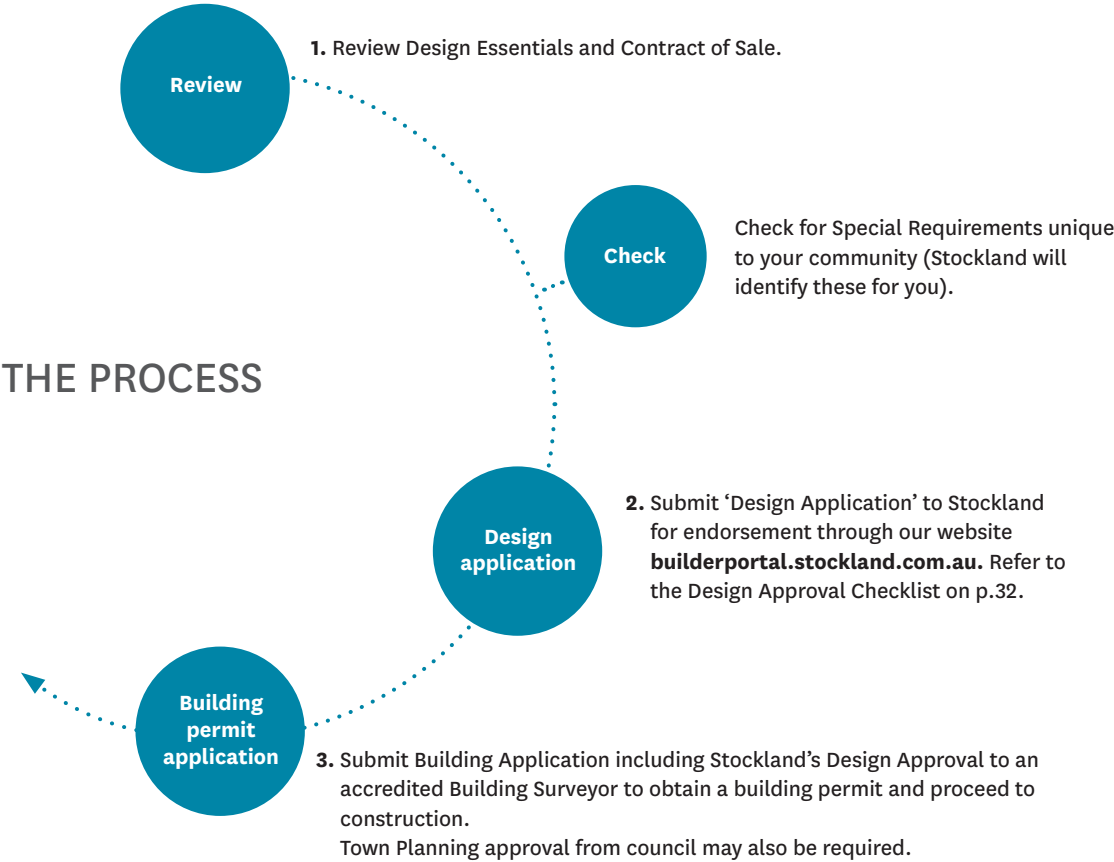 1. Review Design Essentials and Contract of Sale.
Review
Check
Check for Special Requirements unique
to your community (Stockland will
identify these for you).
THE PROCESS
Design
application
2. Submit ‘Design Application’ to Stockland
for endorsement through our website
builderportal.stockland.com.au. Refer to
the Design Approval Checklist on p.32.
Building
permit
application
3. Submit Building Application including Stockland’s Design Approval to an
accredited Building Surveyor to obtain a building permit and proceed to
construction.
Town Planning approval from council may also be required.